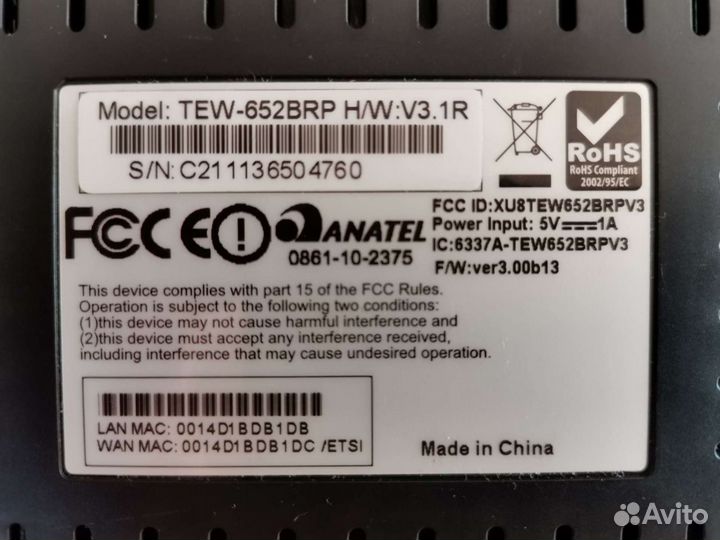 Model: TEW-652BRP H/W:V3.1R
S/N:C211136504760
RoHS
RoHS Compliant
2002/95/EC
FCC CE ANATEL
0861-10-2375
FCC ID:XU8TEW652BRPV3
Power Input: 5V⎓1A
IC:6337A-TEW652BRPV3
F/W:ver3.00b13
This device complies with part 15 of the FCC Rules.
Operation is subject to the following two conditions:
(1)this device may not cause harmful interference and
(2)this device must accept any interference received,
including interference that may cause undesired operation.
LAN MAC: 0014D1BDB1DB
WAN MAC: 0014D1BDB1DC /ETSI
Made in China
Avito